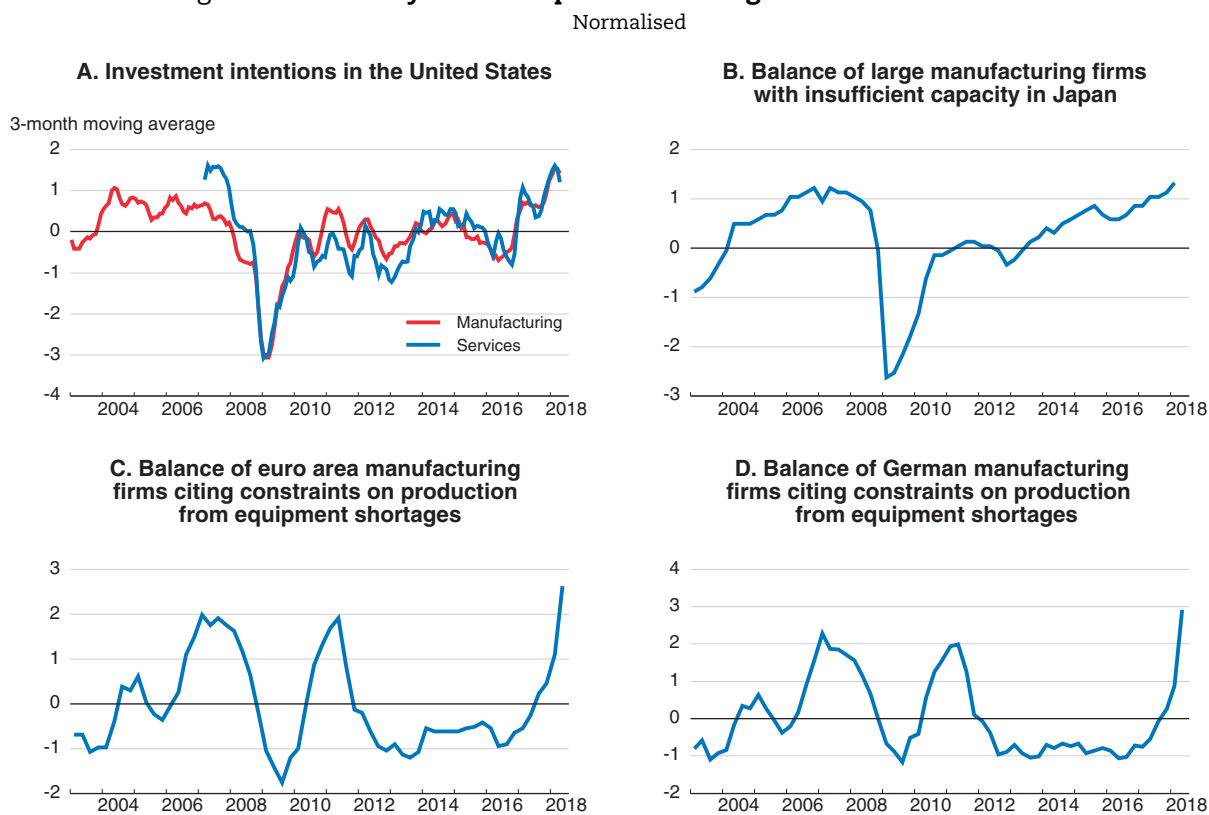 Normalised
A. Investment intentions in the United States
3-month moving average
2
1
0
-1
-2
-3
-4
Manufacturing
Services
2004 2006 2008 2010 2012 2014 2016 2018
B. Balance of large manufacturing firms
with insufficient capacity in Japan
2
1
0
-1
-2
-3
2004 2006 2008 2010 2012 2014 2016 2018
C. Balance of euro area manufacturing
firms citing constraints on production
from equipment shortages
3
2
1
0
-1
-2
2004 2006 2008 2010 2012 2014 2016 2018
D. Balance of German manufacturing
firms citing constraints on production
from equipment shortages
4
3
2
1
0
-1
-2
2004 2006 2008 2010 2012 2014 2016 2018